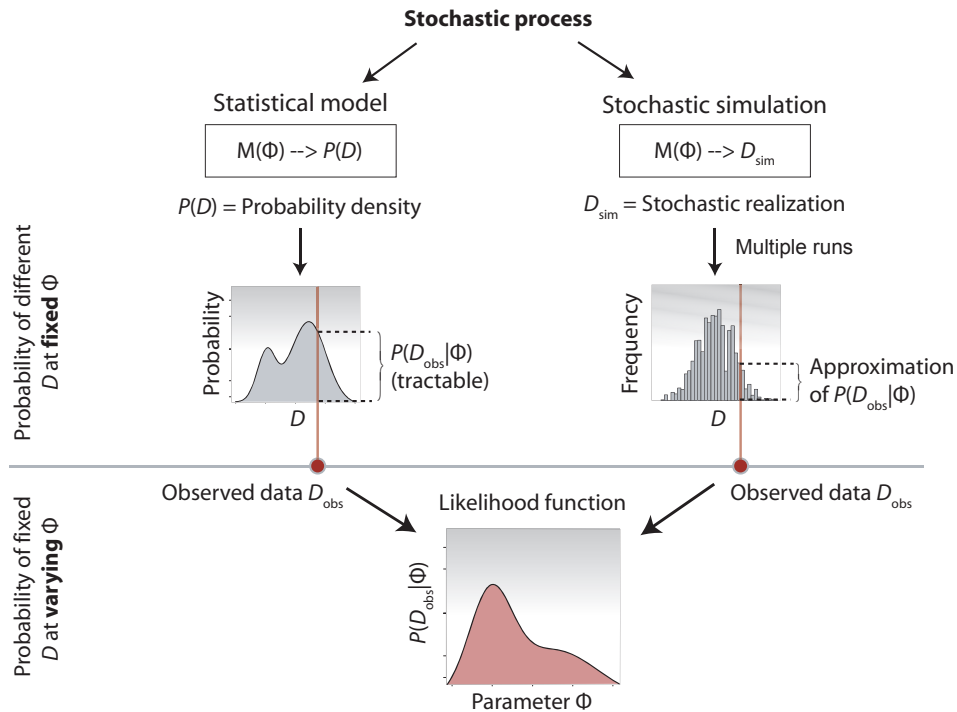 Stochastic process
Statistical model
M(Φ) --> P(D)
P(D) = Probability density
Stochastic simulation
M(Φ) --> Dsim
Dsim = Stochastic realization
Multiple runs
Probability of different
D at fixed Φ
Probability
D
P(Dobs|Φ)
(tractable)
Frequency
D
Approximation
of P(Dobs|Φ)
Observed data Dobs
Observed data Dobs
Probability of fixed
D at varying Φ
Likelihood function
P(Dobs|Φ)
Parameter Φ